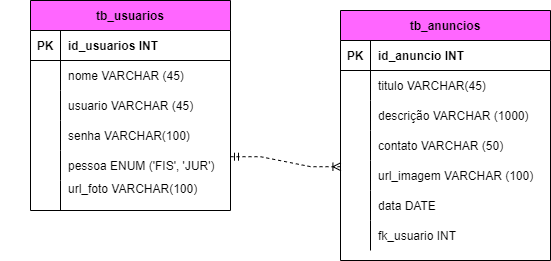 tb_usuarios
PK id_usuarios INT
nome VARCHAR (45)
usuario VARCHAR (45)
senha VARCHAR(100)
pessoa ENUM ('FIS', 'JUR')
url_foto VARCHAR(100)
tb_anuncios
PK id_anuncio INT
titulo VARCHAR(45)
descrição VARCHAR (1000)
contato VARCHAR (50)
url_imagem VARCHAR (100)
data DATE
fk_usuario INT